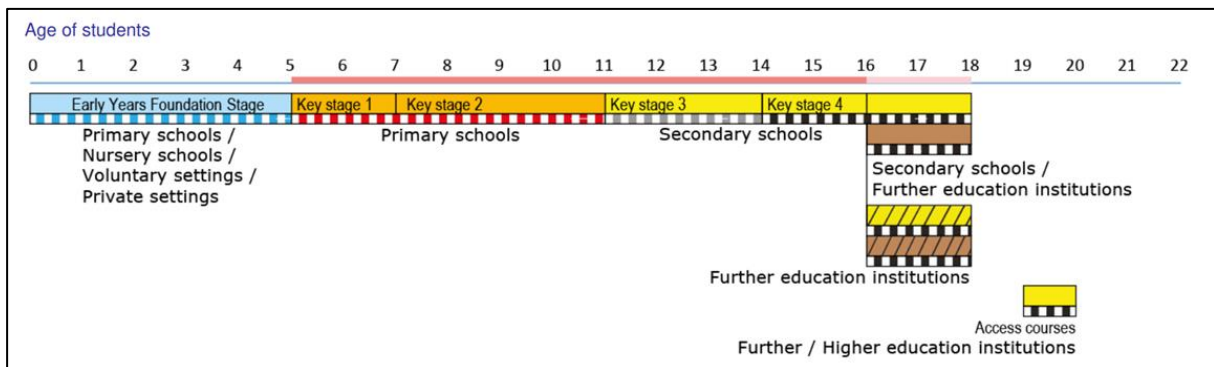 Age of students
0 1 2 3 4 5 6 7 8 9 10 11 12 13 14 15 16 17 18 19 20 21 22
Early Years Foundation Stage Key stage 1 Key stage 2 Key stage 3 Key stage 4
Primary schools /
Nursery schools /
Voluntary settings /
Private settings
Primary schools
Secondary schools
Secondary schools /
Further education institutions
Further education institutions
Access courses
Further / Higher education institutions